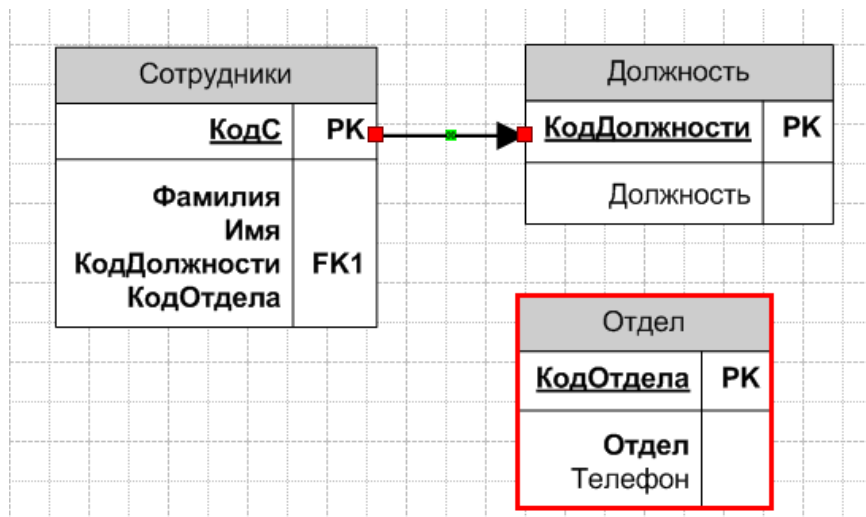 Сотрудники
КодС PK
Фамилия
Имя
КодДолжности FK1
КодОтдела
Должность
КодДолжности PK
Должность
Отдел
КодОтдела PK
Отдел
Телефон